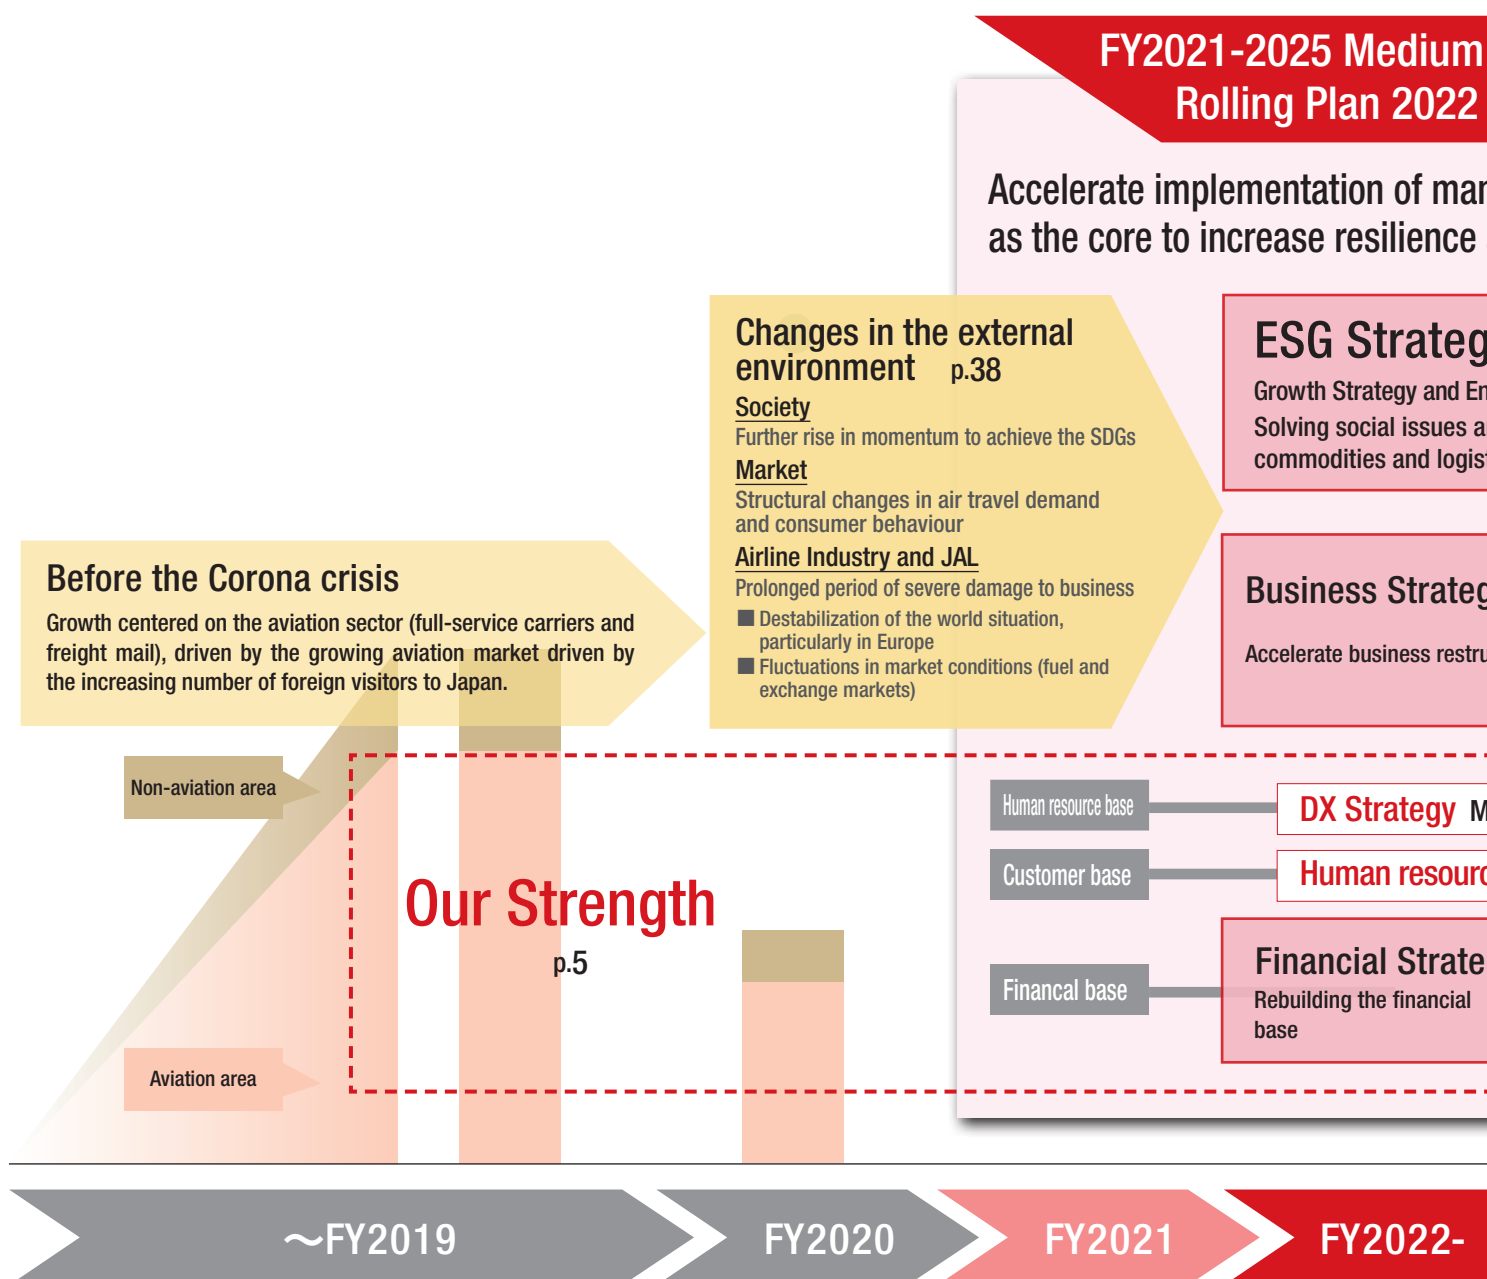 FY2021-2025 Medium
Rolling Plan 2022
Accelerate implementation of
as the core to increase resilience
Changes in the external
environment p.38
Society
Further rise in momentum to achieve the SDGs
Market
Structural changes in air travel demand
and consumer behaviour
Airline Industry and JAL
Prolonged period of severe damage to business
■ Destabilization of the world situation,
particularly in Europe
■ Fluctuations in market conditions (fuel and
exchange markets)
ESG Strateg
Growth Strategy and En
Solving social issues a
commodities and logist
Before the Corona crisis
Growth centered on the aviation sector (full-service carriers and
freight mail), driven by the growing aviation market driven by
the increasing number of foreign visitors to Japan.
Business Strateg
Accelerate business restru
Non-aviation area
Aviation area
Our Strength
p.5
Human resource base
DX Strategy M
Customer base
Human resourc
Financal base
Financial Strate
Rebuilding the financial
base
～FY2019
FY2020
FY2021
FY2022-